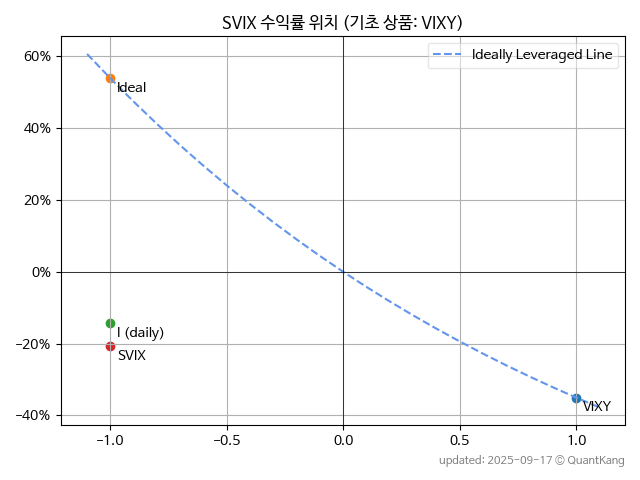 SVIX 수익률 위치 (기초 상품: VIXY)
Ideally Leveraged Line
60%
Ideal
40%
20%
0%
I (daily)
−20%
SVIX
VIXY
−40%
−1.0 −0.5 0.0 0.5 1.0
updated: 2025-09-17 © QuantKang